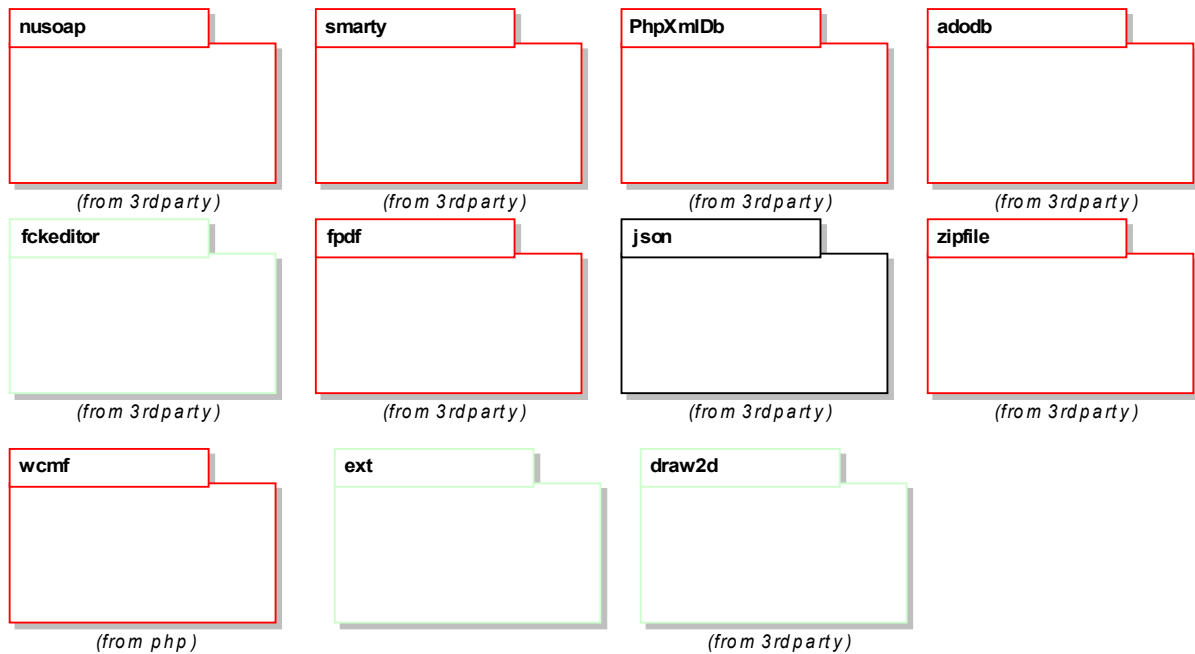 nusoap
smarty
PhpXmlDb
adodb
(from 3rdparty)
(from 3rdparty)
(from 3rdparty)
(from 3rdparty)
fckeditor
fpdf
json
zipfile
(from 3rdparty)
(from 3rdparty)
(from 3rdparty)
(from 3rdparty)
wcmf
ext
draw2d
(from php)
(from 3rdparty)